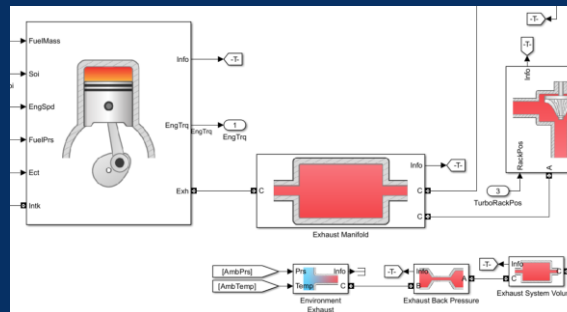 FuelMass
Soi
EngSpd
FuelPrs
Ect
Intk
Info
-T-
EngTrq
EngTrq
1
EngTrq
Exh
C
Info
-T-
C
C
Exhaust Manifold
-T-
-T-
Info
RackPos
A
3
TurboRackPos
[AmbPrs]
[AmbTemp]
Prs
Temp
Info
C
Environment
Exhaust
-T-
Info
B
A
Exhaust Back Pressure
-T-
Info
C
C
Exhaust System Volu